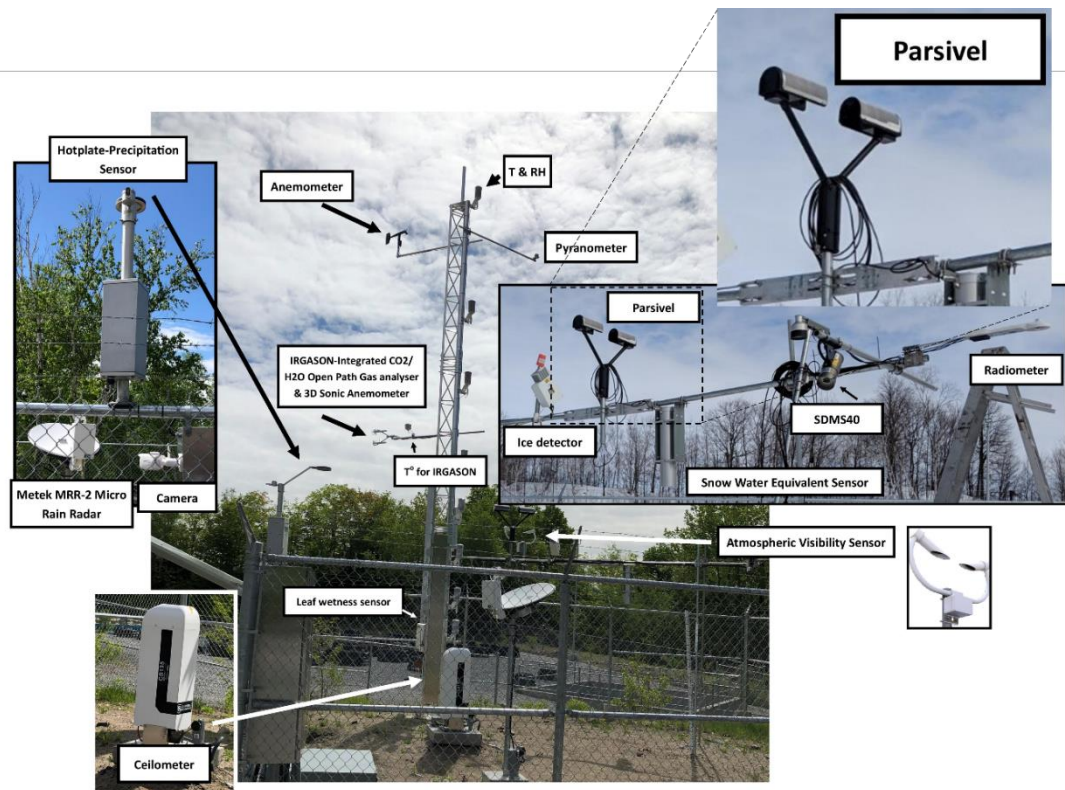 Parsivel
Hotplate-Precipitation
Sensor
T & RH
Anemometer
Pyranometer
Parsivel
IRGASON-Integrated CO2/
H2O Open Path Gas analyser
& 3D Sonic Anemometer
Radiometer
SDMS40
Ice detector
T° for IRGASON
Snow Water Equivalent Sensor
Metek MRR-2 Micro
Rain Radar
Camera
Atmospheric Visibility Sensor
Leaf wetness sensor
Ceilometer